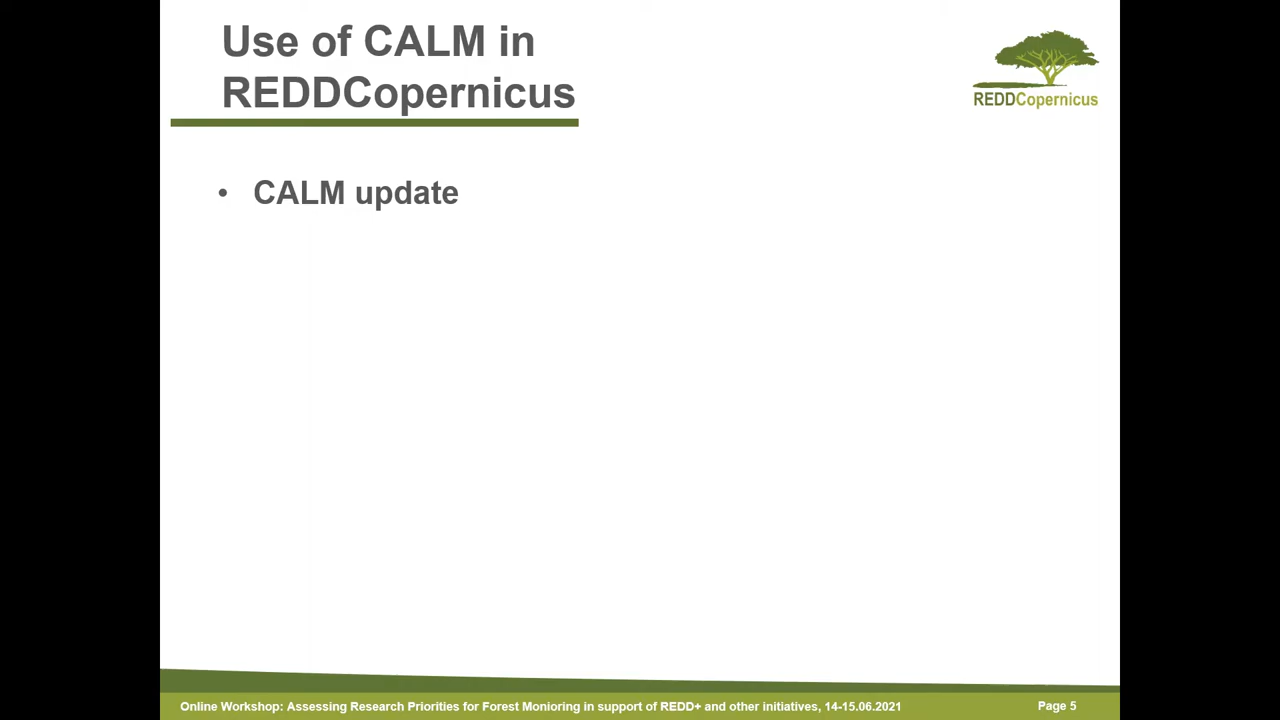 Use of CALM in
REDDCopernicus
REDDCopernicus
• CALM update
Online Workshop: Assessing Research Priorities for Forest Monioring in support of REDD+ and other initiatives, 14-15.06.2021
Page 5